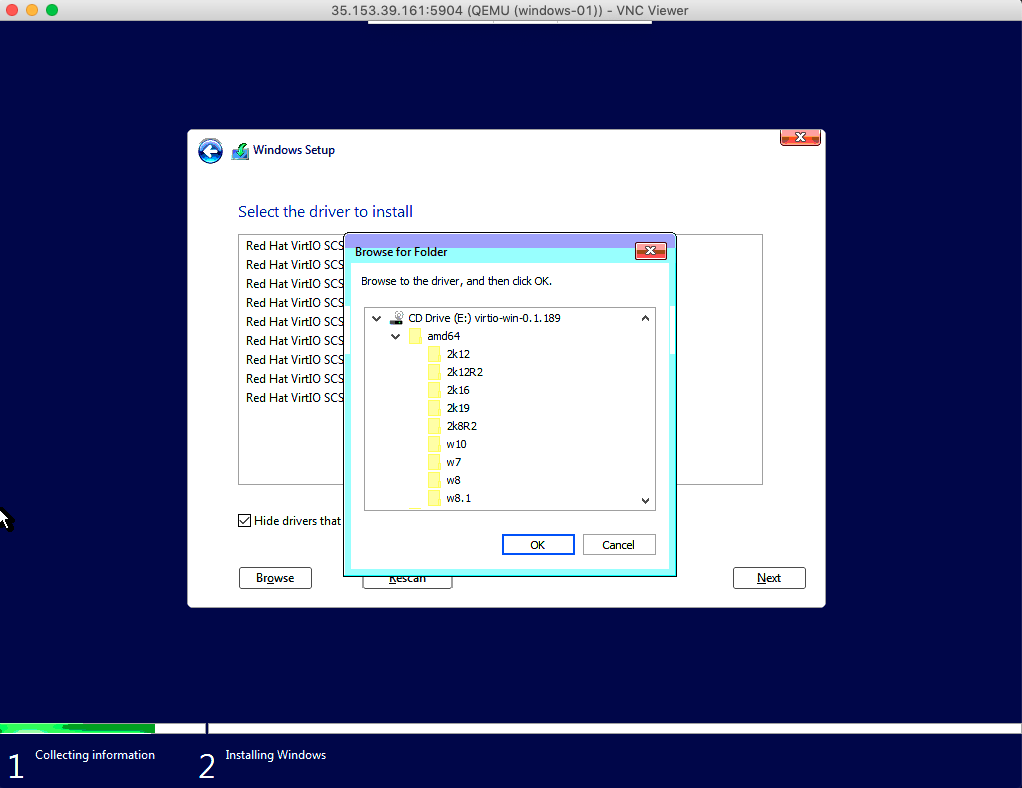 35.153.39.161:5904 (QEMU (windows-01)) - VNC Viewer
Windows Setup
Select the driver to install
Red Hat VirtIO SCS
Red Hat VirtIO SCS
Red Hat VirtIO SCS
Red Hat VirtIO SCS
Red Hat VirtIO SCS
Red Hat VirtIO SCS
Red Hat VirtIO SCS
Red Hat VirtIO SCS
Red Hat VirtIO SCS
Browse for Folder
Browse to the driver, and then click OK.
CD Drive (E:) virtio-win-0.1.189
amd64
2k12
2k12R2
2k16
2k19
2k8R2
w10
w7
w8
w8.1
OK Cancel
Hide drivers that
Browse Rescan Next
1 Collecting information 2 Installing Windows